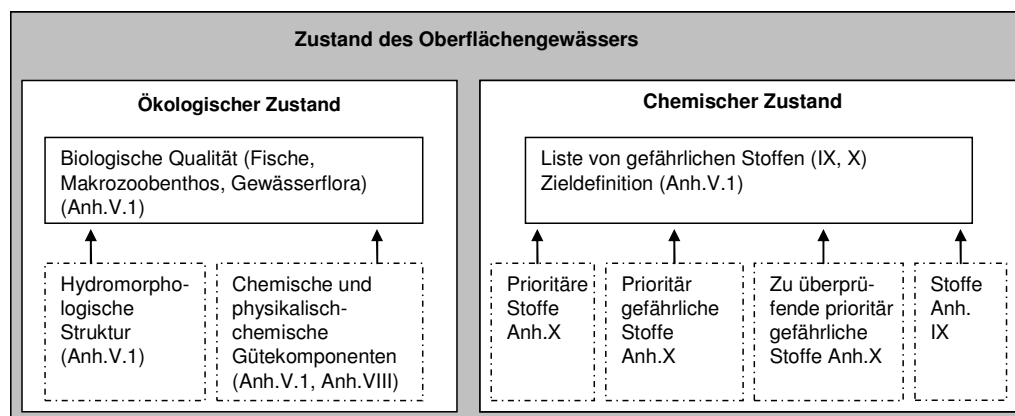 Zustand des Oberflächengewässers
Ökologischer Zustand
Biologische Qualität (Fische,
Makrozoobenthos, Gewässerflora)
(Anh.V.1)
Hydromorpho-
logische
Struktur
(Anh.V.1)
Chemische und
physikalisch-
chemische
Gütekomponenten
(Anh.V.1, Anh.VIII)
Chemischer Zustand
Liste von gefährlichen Stoffen (IX, X)
Zieldefinition (Anh.V.1)
Prioritäre
Stoffe
Anh.X
Prioritär
gefährliche
Stoffe
Anh.X
Zu überprü-
fende prioritär
gefährliche
Stoffe Anh.X
Stoffe
Anh.
IX